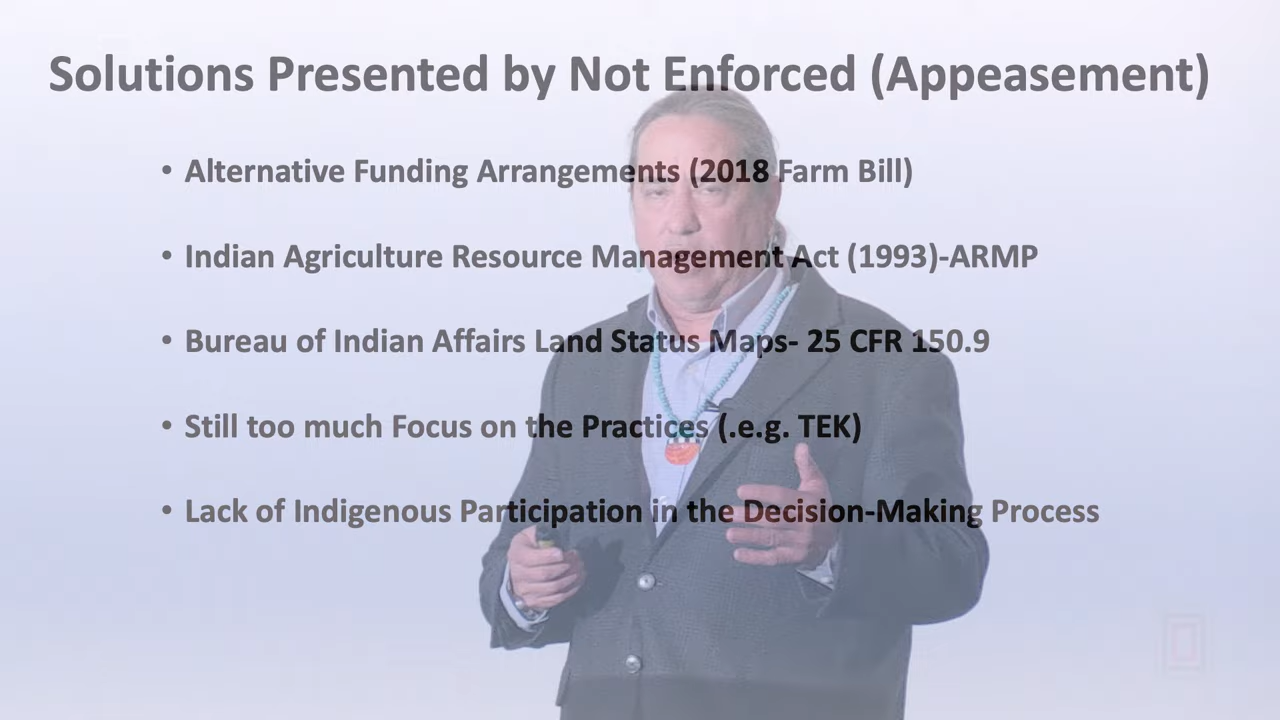 Solutions Presented by Not Enforced (Appeasement)
• Alternative Funding Arrangements (2018 Farm Bill)
• Indian Agriculture Resource Management Act (1993)-ARMP
• Bureau of Indian Affairs Land Status Maps- 25 CFR 150.9
• Still too much Focus on the Practices (.e.g. TEK)
• Lack of Indigenous Participation in the Decision-Making Process